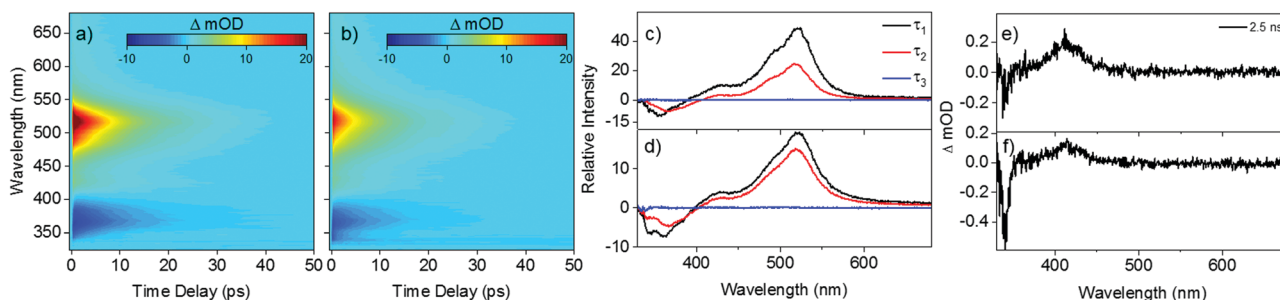 a)
Δ mOD
-10 0 10 20
Wavelength (nm)
650
600
550
500
450
400
350
0 10 20 30 40 50
Time Delay (ps)
b)
Δ mOD
-10 0 10 20
0 10 20 30 40 50
Time Delay (ps)
c)
τ1
τ2
τ3
40
20
0
-15
Relative Intensity
d)
10
0
-10
400 500 600
Wavelength (nm)
e)
2.5 ns
0.2
0.0
-0.2
Δ mOD
f)
0.2
0.0
-0.2
-0.4
400 500 600
Wavelength (nm)